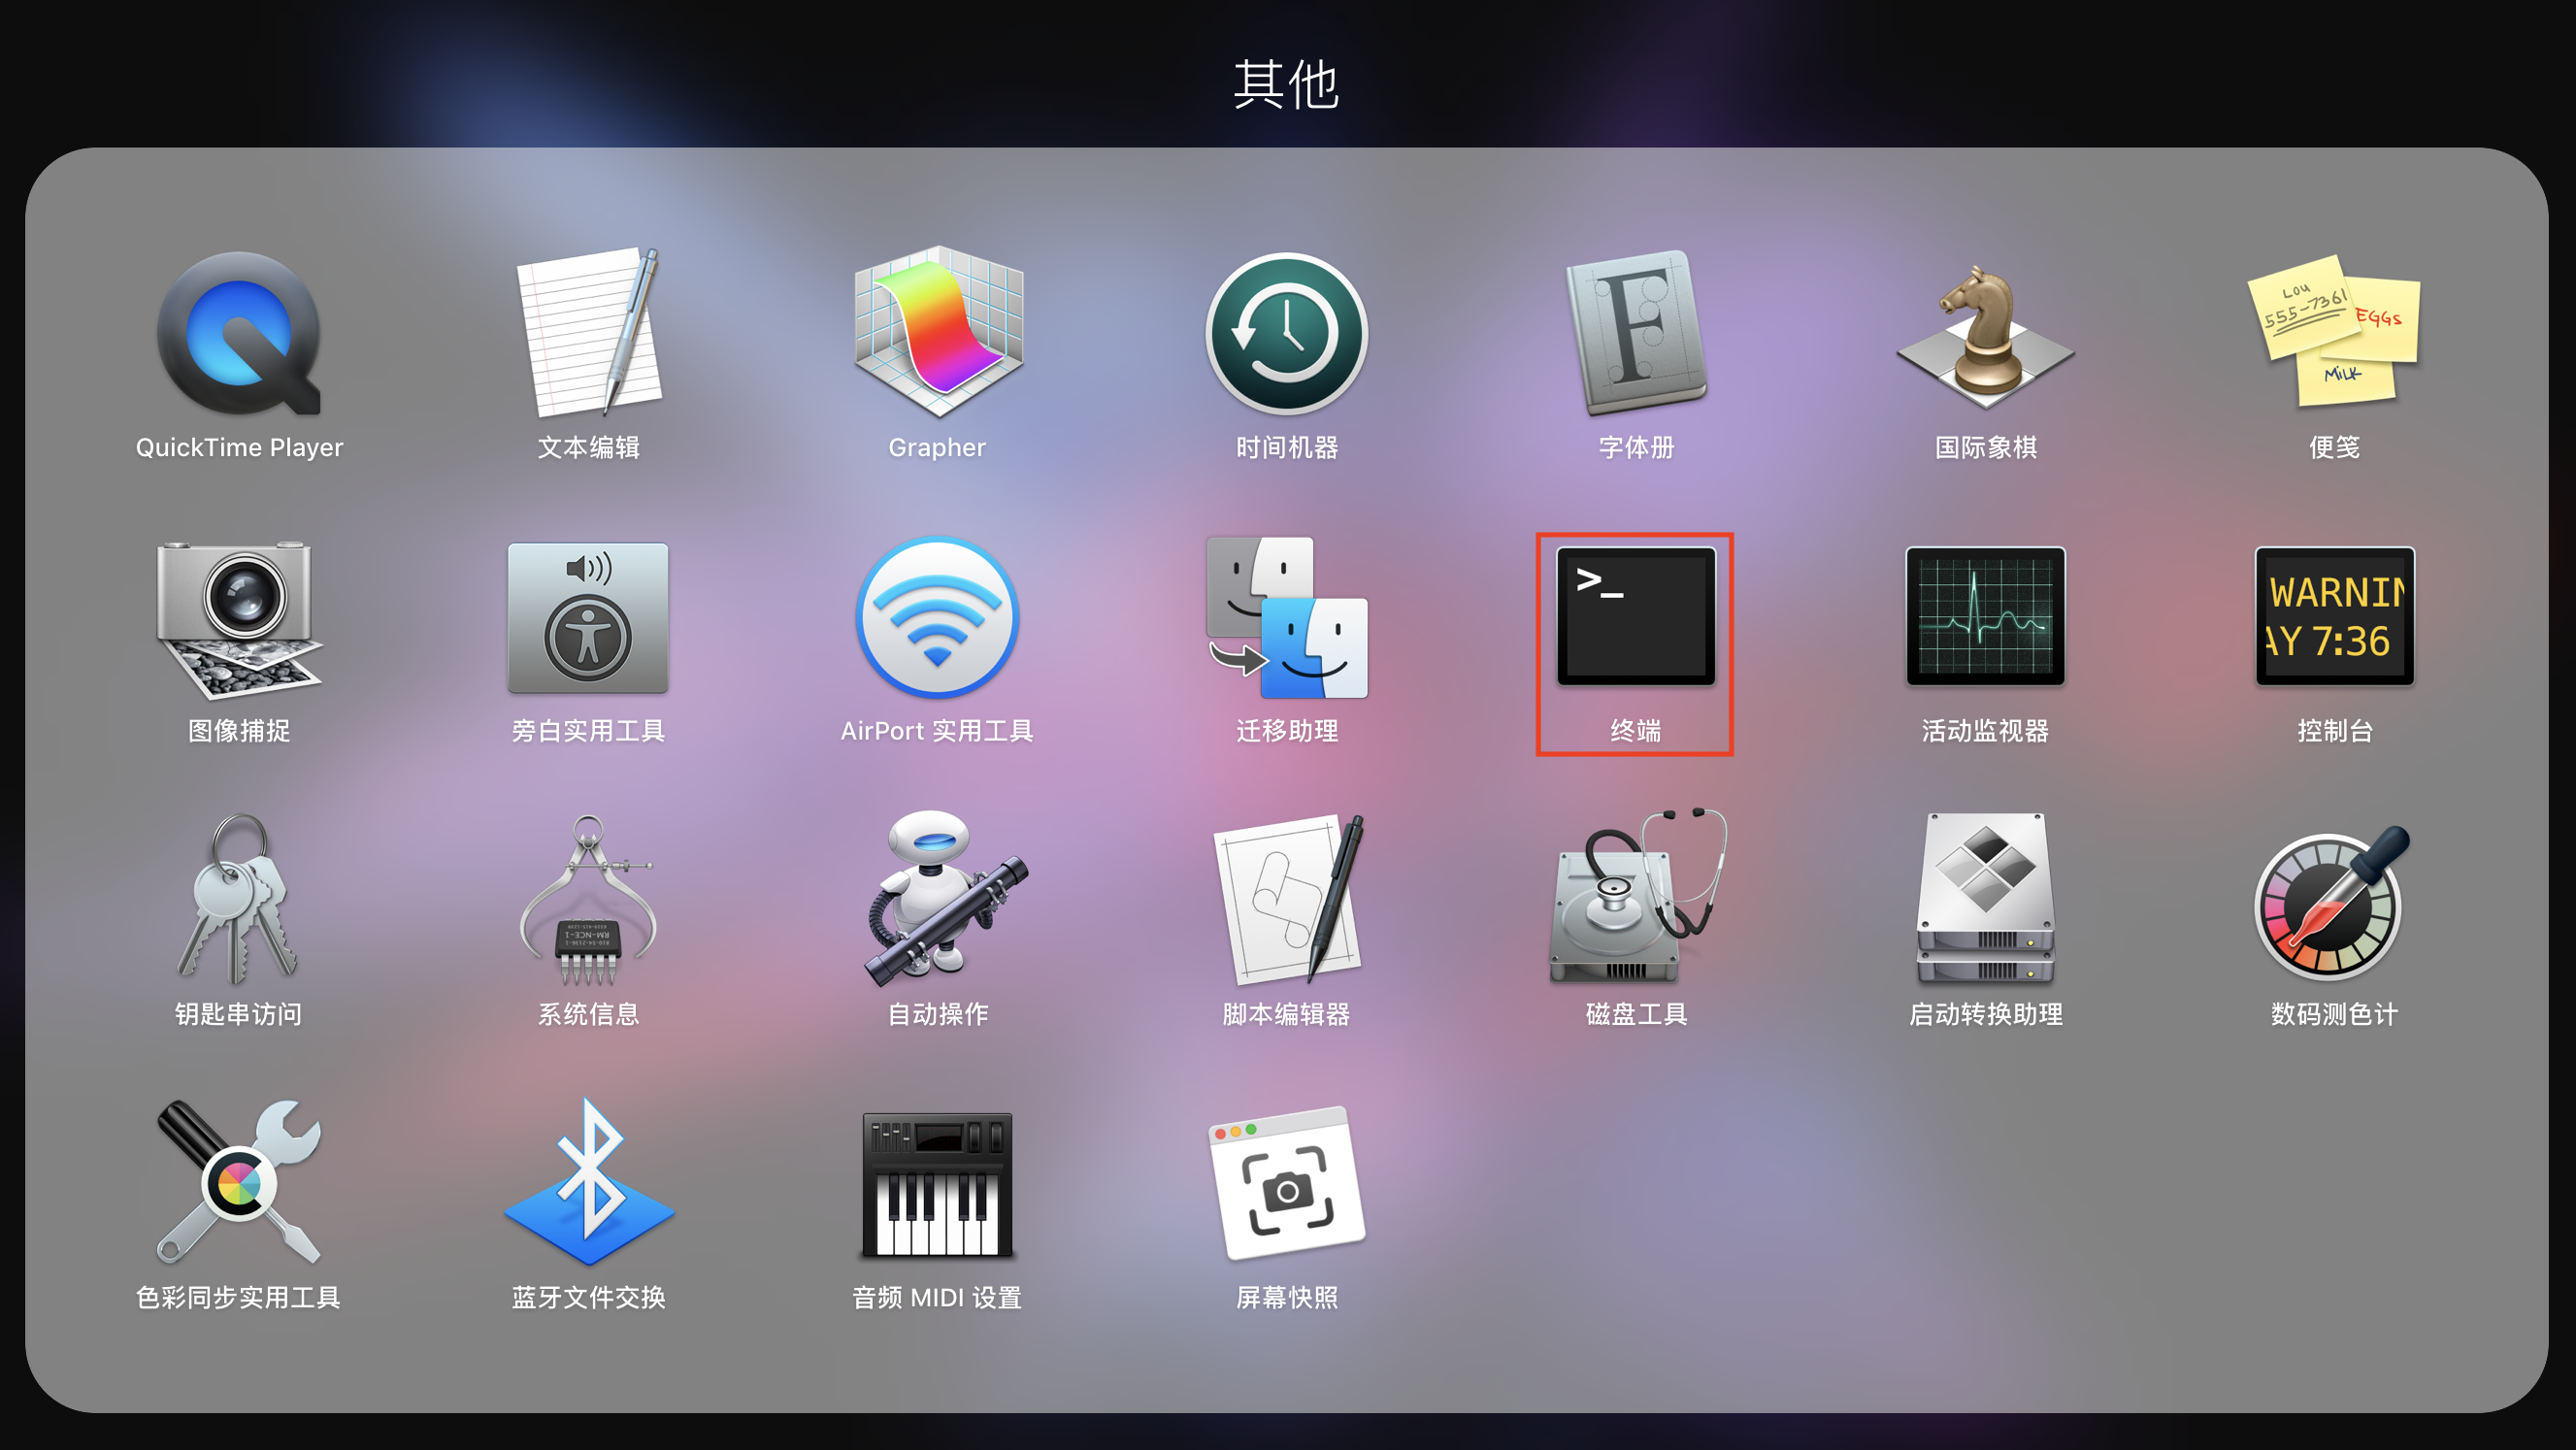 其他
QuickTime Player
文本编辑
Grapher
时间机器
字体册
国际象棋
Lou
555-7361
EGGS
MILK
便笺
图像捕捉
旁白实用工具
AirPort 实用工具
迁移助理
>_
终端
活动监视器
WARNIN
AY 7:36
控制台
钥匙串访问
系统信息
自动操作
脚本编辑器
磁盘工具
启动转换助理
数码测色计
色彩同步实用工具
蓝牙文件交换
音频 MIDI 设置
屏幕快照